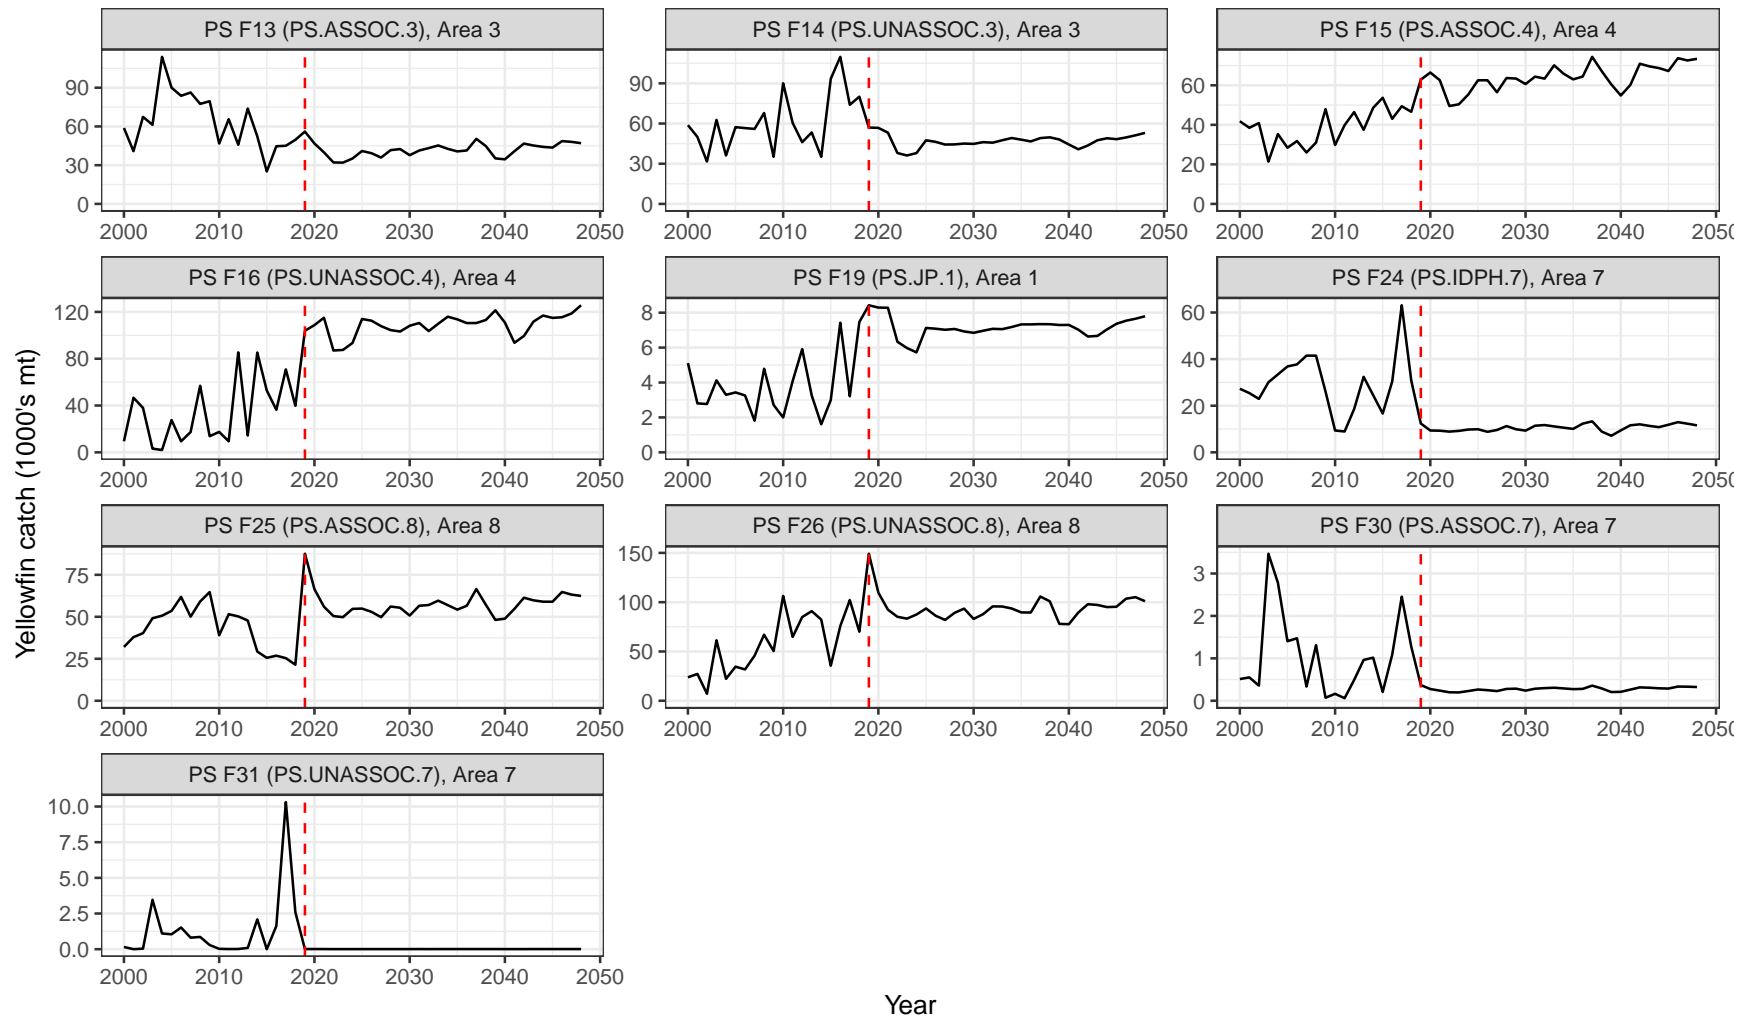 PS F13 (PS.ASSOC.3), Area 3
PS F14 (PS.UNASSOC.3), Area 3
PS F15 (PS.ASSOC.4), Area 4
90
60
30
0
2000 2010 2020 2030 2040 2050
90
60
30
0
2000 2010 2020 2030 2040 2050
60
40
20
0
2000 2010 2020 2030 2040 205
PS F16 (PS.UNASSOC.4), Area 4
PS F19 (PS.JP.1), Area 1
PS F24 (PS.IDPH.7), Area 7
120
80
40
0
2000 2010 2020 2030 2040 2050
8
6
4
2
0
2000 2010 2020 2030 2040 2050
60
40
20
0
2000 2010 2020 2030 2040 205
Yellowfin catch (1000's mt)
PS F25 (PS.ASSOC.8), Area 8
PS F26 (PS.UNASSOC.8), Area 8
PS F30 (PS.ASSOC.7), Area 7
75
50
25
0
2000 2010 2020 2030 2040 2050
150
100
50
0
2000 2010 2020 2030 2040 2050
3
2
1
0
2000 2010 2020 2030 2040 205
PS F31 (PS.UNASSOC.7), Area 7
10.0
7.5
5.0
2.5
0.0
2000 2010 2020 2030 2040 2050
Year